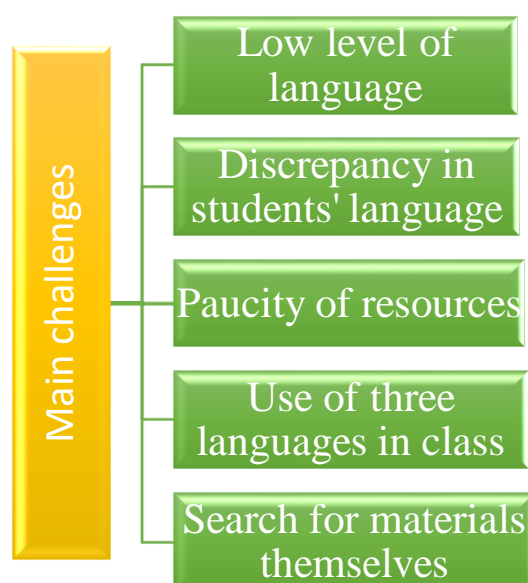 Main challenges
Low level of
language
Discrepancy in
students' language
Paucity of resources
Use of three
languages in class
Search for materials
themselves